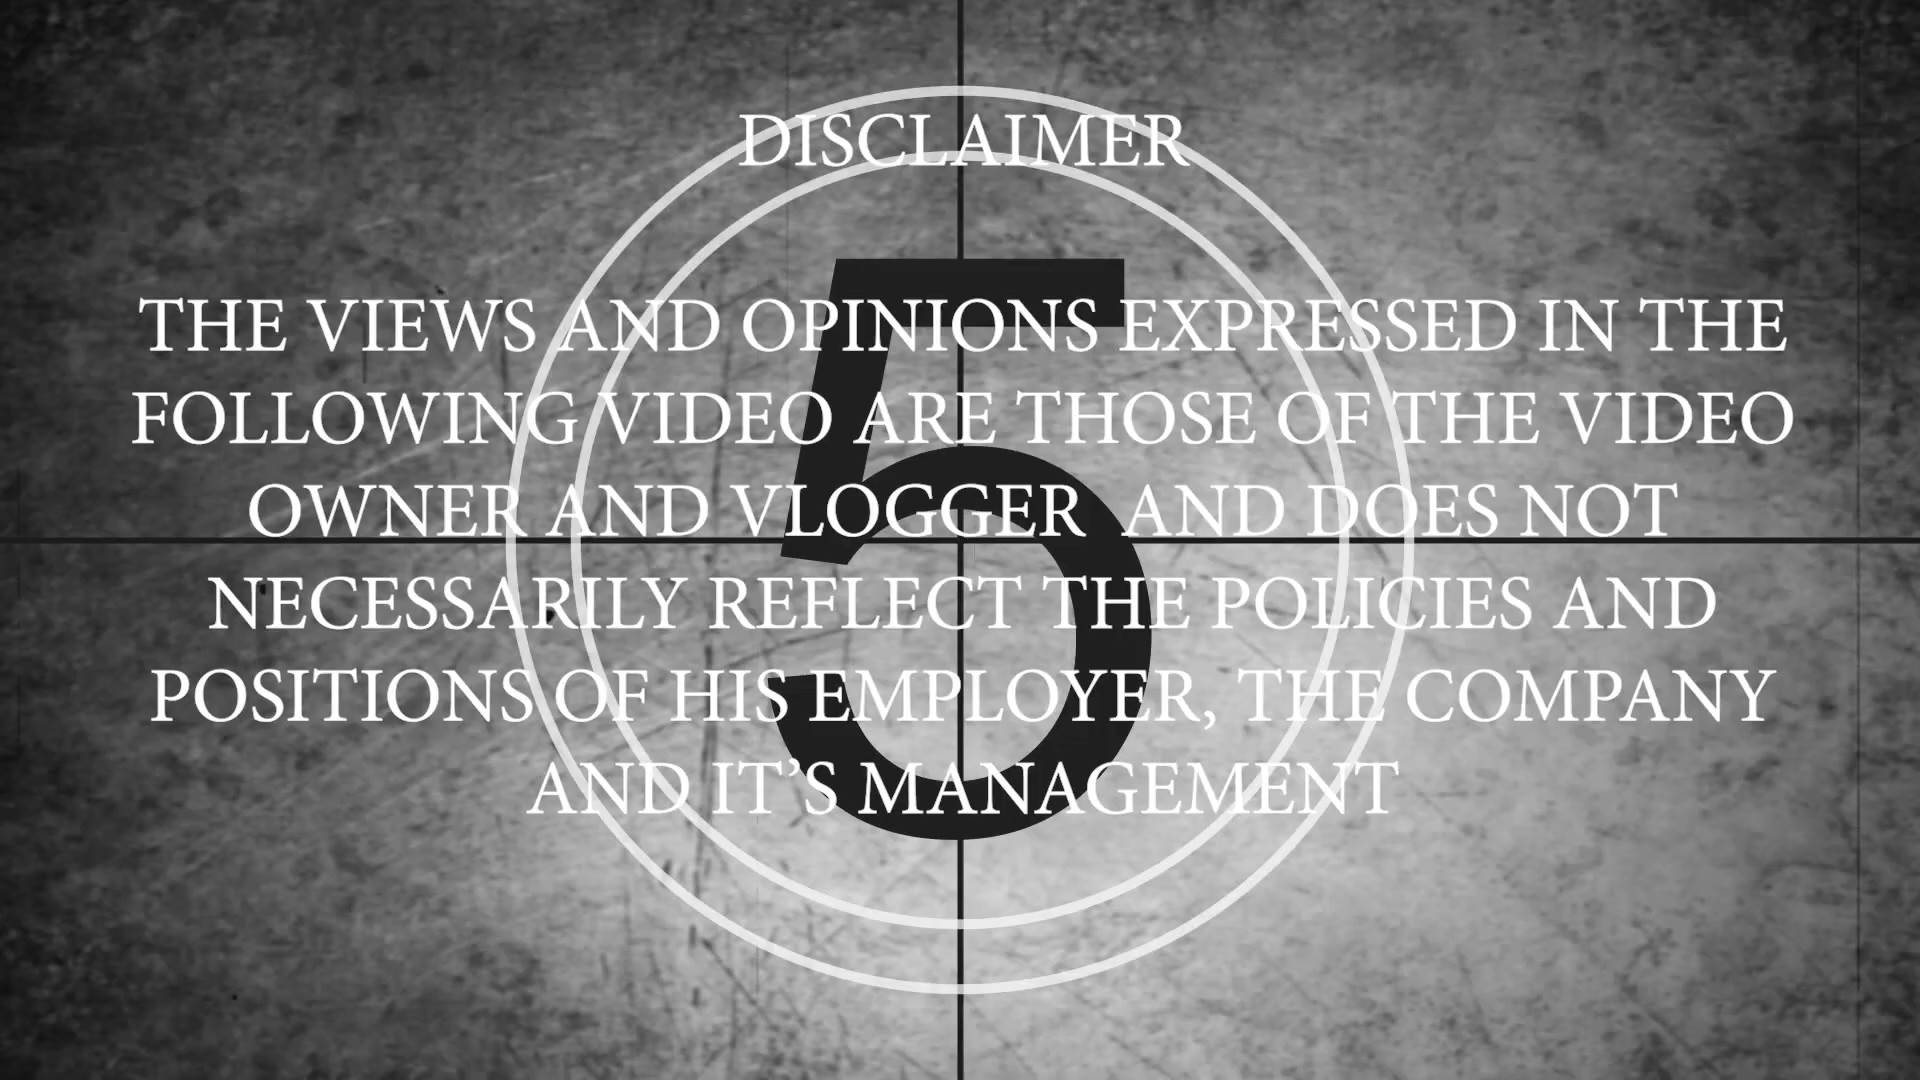 DISCLAIMER
THE VIEWS AND OPINIONS EXPRESSED IN THE
FOLLOWING VIDEO ARE THOSE OF THE VIDEO
OWNER AND VLOGGER  AND DOES NOT
NECESSARILY REFLECT THE POLICIES AND
POSITIONS OF HIS EMPLOYER, THE COMPANY
AND IT’S MANAGEMENT
5